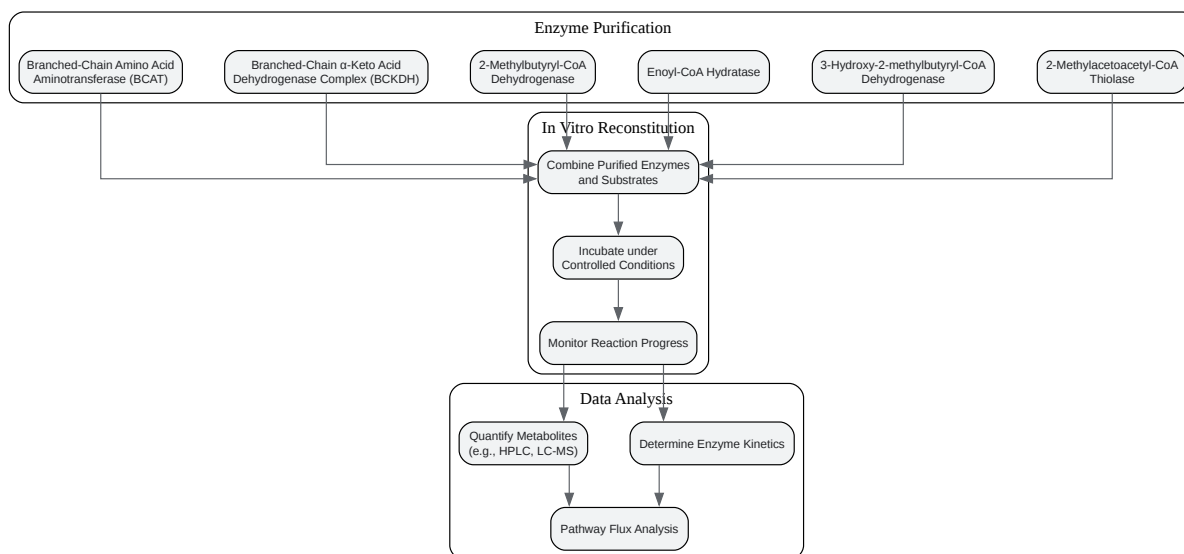 Enzyme Purification
Branched-Chain Amino Acid
Aminotransferase (BCAT)
Branched-Chain α-Keto Acid
Dehydrogenase Complex (BCKDH)
2-Methylbutyryl-CoA
Dehydrogenase
Enoyl-CoA Hydratase
3-Hydroxy-2-methylbutyryl-CoA
Dehydrogenase
2-Methylacetoacetyl-CoA
Thiolase
In Vitro Reconstitution
Combine Purified Enzymes
and Substrates
Incubate under
Controlled Conditions
Monitor Reaction Progress
Data Analysis
Quantify Metabolites
(e.g., HPLC, LC-MS)
Determine Enzyme Kinetics
Pathway Flux Analysis